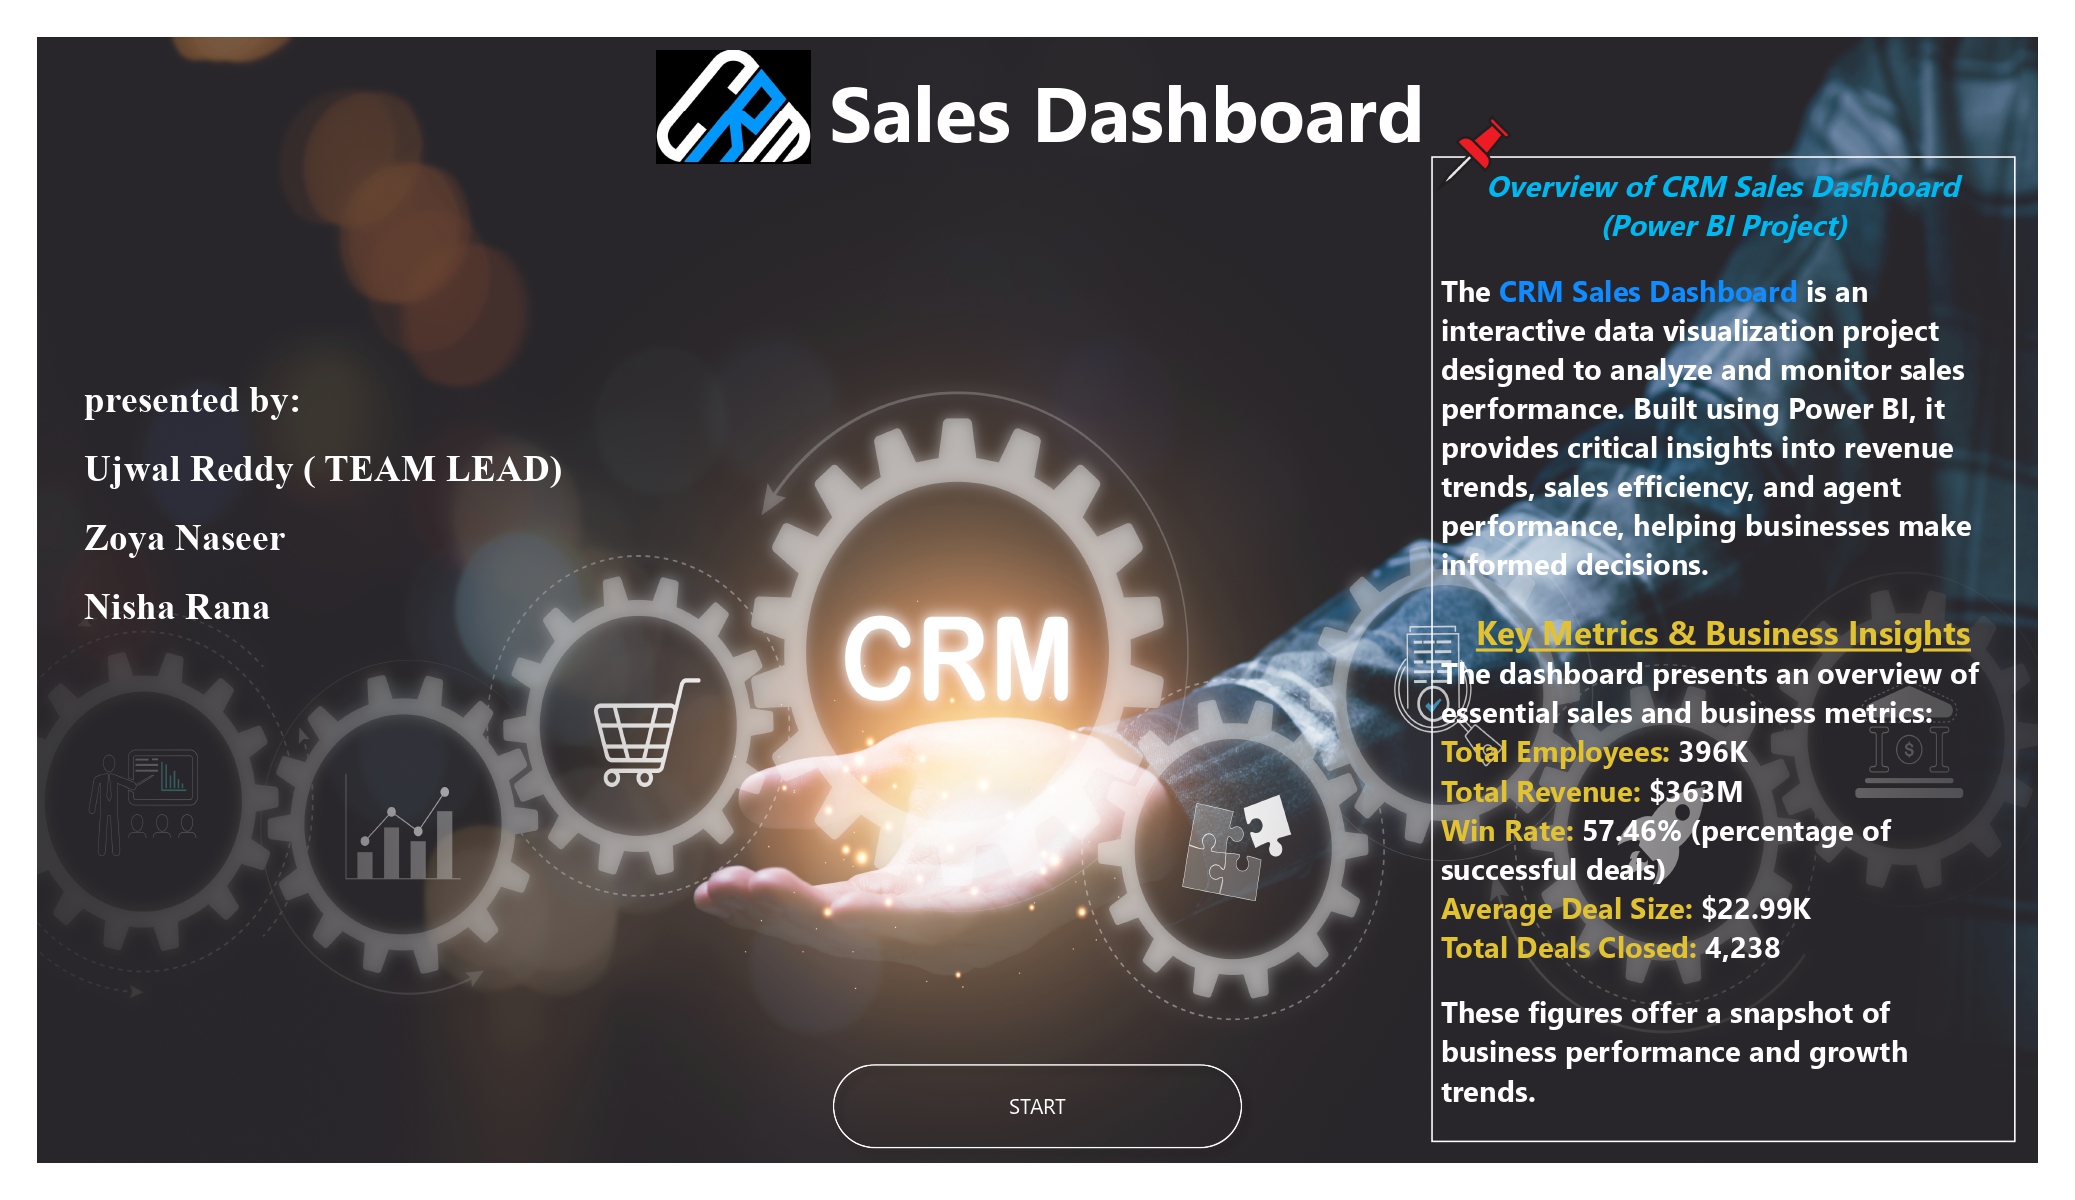 CRM Sales Dashboard
presented by:
Ujwal Reddy ( TEAM LEAD)
Zoya Naseer
Nisha Rana
CRM
$
START
Overview of CRM Sales Dashboard
(Power BI Project)
The CRM Sales Dashboard is an
interactive data visualization project
designed to analyze and monitor sales
performance. Built using Power BI, it
provides critical insights into revenue
trends, sales efficiency, and agent
performance, helping businesses make
informed decisions.
Key Metrics & Business Insights
The dashboard presents an overview of
essential sales and business metrics:
Total Employees: 396K
Total Revenue: $363M
Win Rate: 57.46% (percentage of
successful deals)
Average Deal Size: $22.99K
Total Deals Closed: 4,238
These figures offer a snapshot of
business performance and growth
trends.